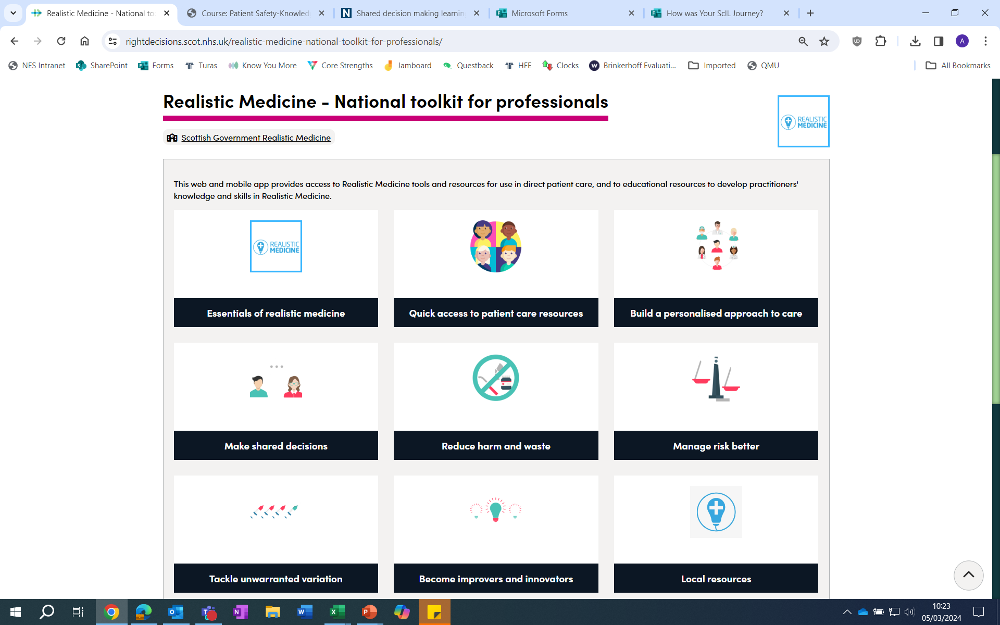 Realistic Medicine - National to
Course: Patient Safety-Knowled
Shared decision making learnin
Microsoft Forms
How was Your ScIL Journey?
rightdecisions.scot.nhs.uk/realistic-medicine-national-toolkit-for-professionals/
A
NES Intranet
SharePoint
Forms
Turas
Know You More
Core Strengths
Jamboard
Questback
HFE
Clocks
Brinkerhoff Evaluati...
Imported
QMU
All Bookmarks
Realistic Medicine - National toolkit for professionals
REALISTIC
MEDICINE
Scottish Government Realistic Medicine
This web and mobile app provides access to Realistic Medicine tools and resources for use in direct patient care, and to educational resources to develop practitioners'
knowledge and skills in Realistic Medicine.
REALISTIC
MEDICINE
Essentials of realistic medicine
Quick access to patient care resources
Build a personalised approach to care
Make shared decisions
Reduce harm and waste
Manage risk better
Tackle unwarranted variation
Become improvers and innovators
Local resources
10:23
05/03/2024